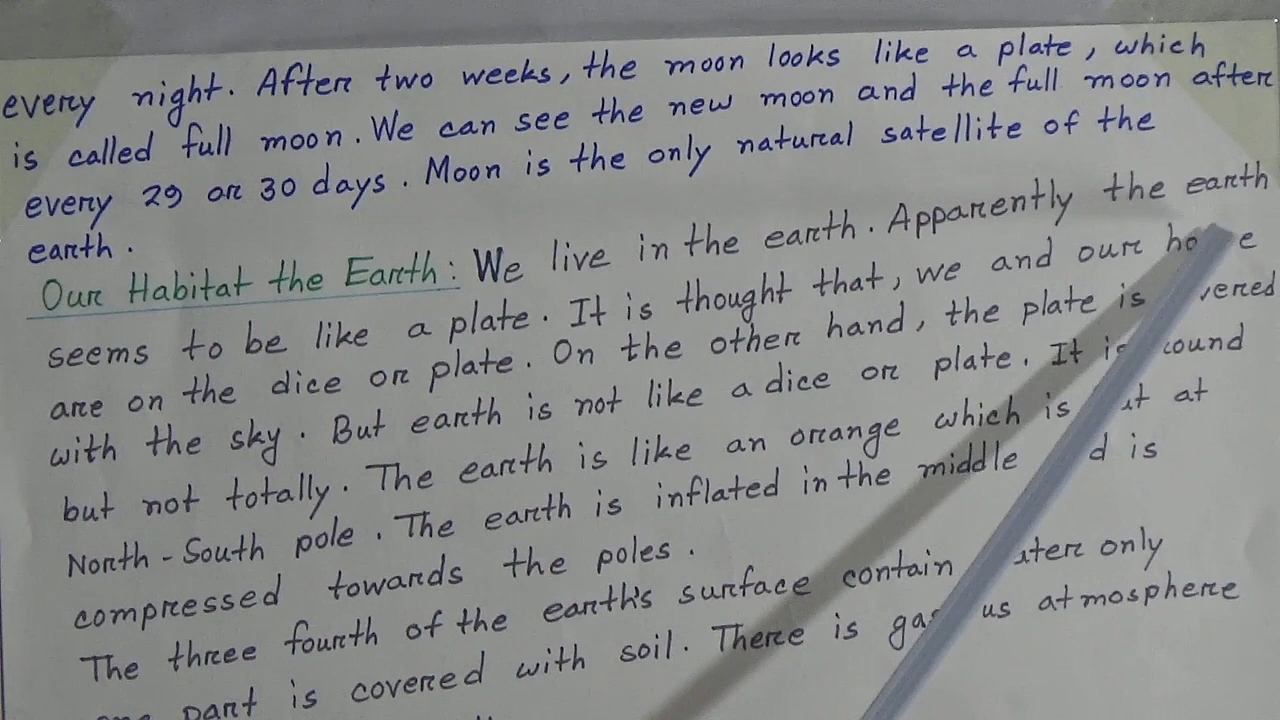 every night. After two weeks, the moon looks like a plate, which
is called full moon. We can see the new moon and the full moon after
every 29 or 30 days. Moon is the only natural satellite of the
earth.
Our Habitat the Earth: We live in the earth. Apparently the earth
seems to be like a plate. It is thought that, we and our
are on the dice or plate. On the other hand, the plate is
with the sky. But earth is not like a dice or plate. It is round
but not totally. The earth is like an orange which is at
North-South pole. The earth is inflated in the middle is
compressed towards the poles.
The three fourth of the earth's surface contain only
part is covered with soil. There is atmosphere